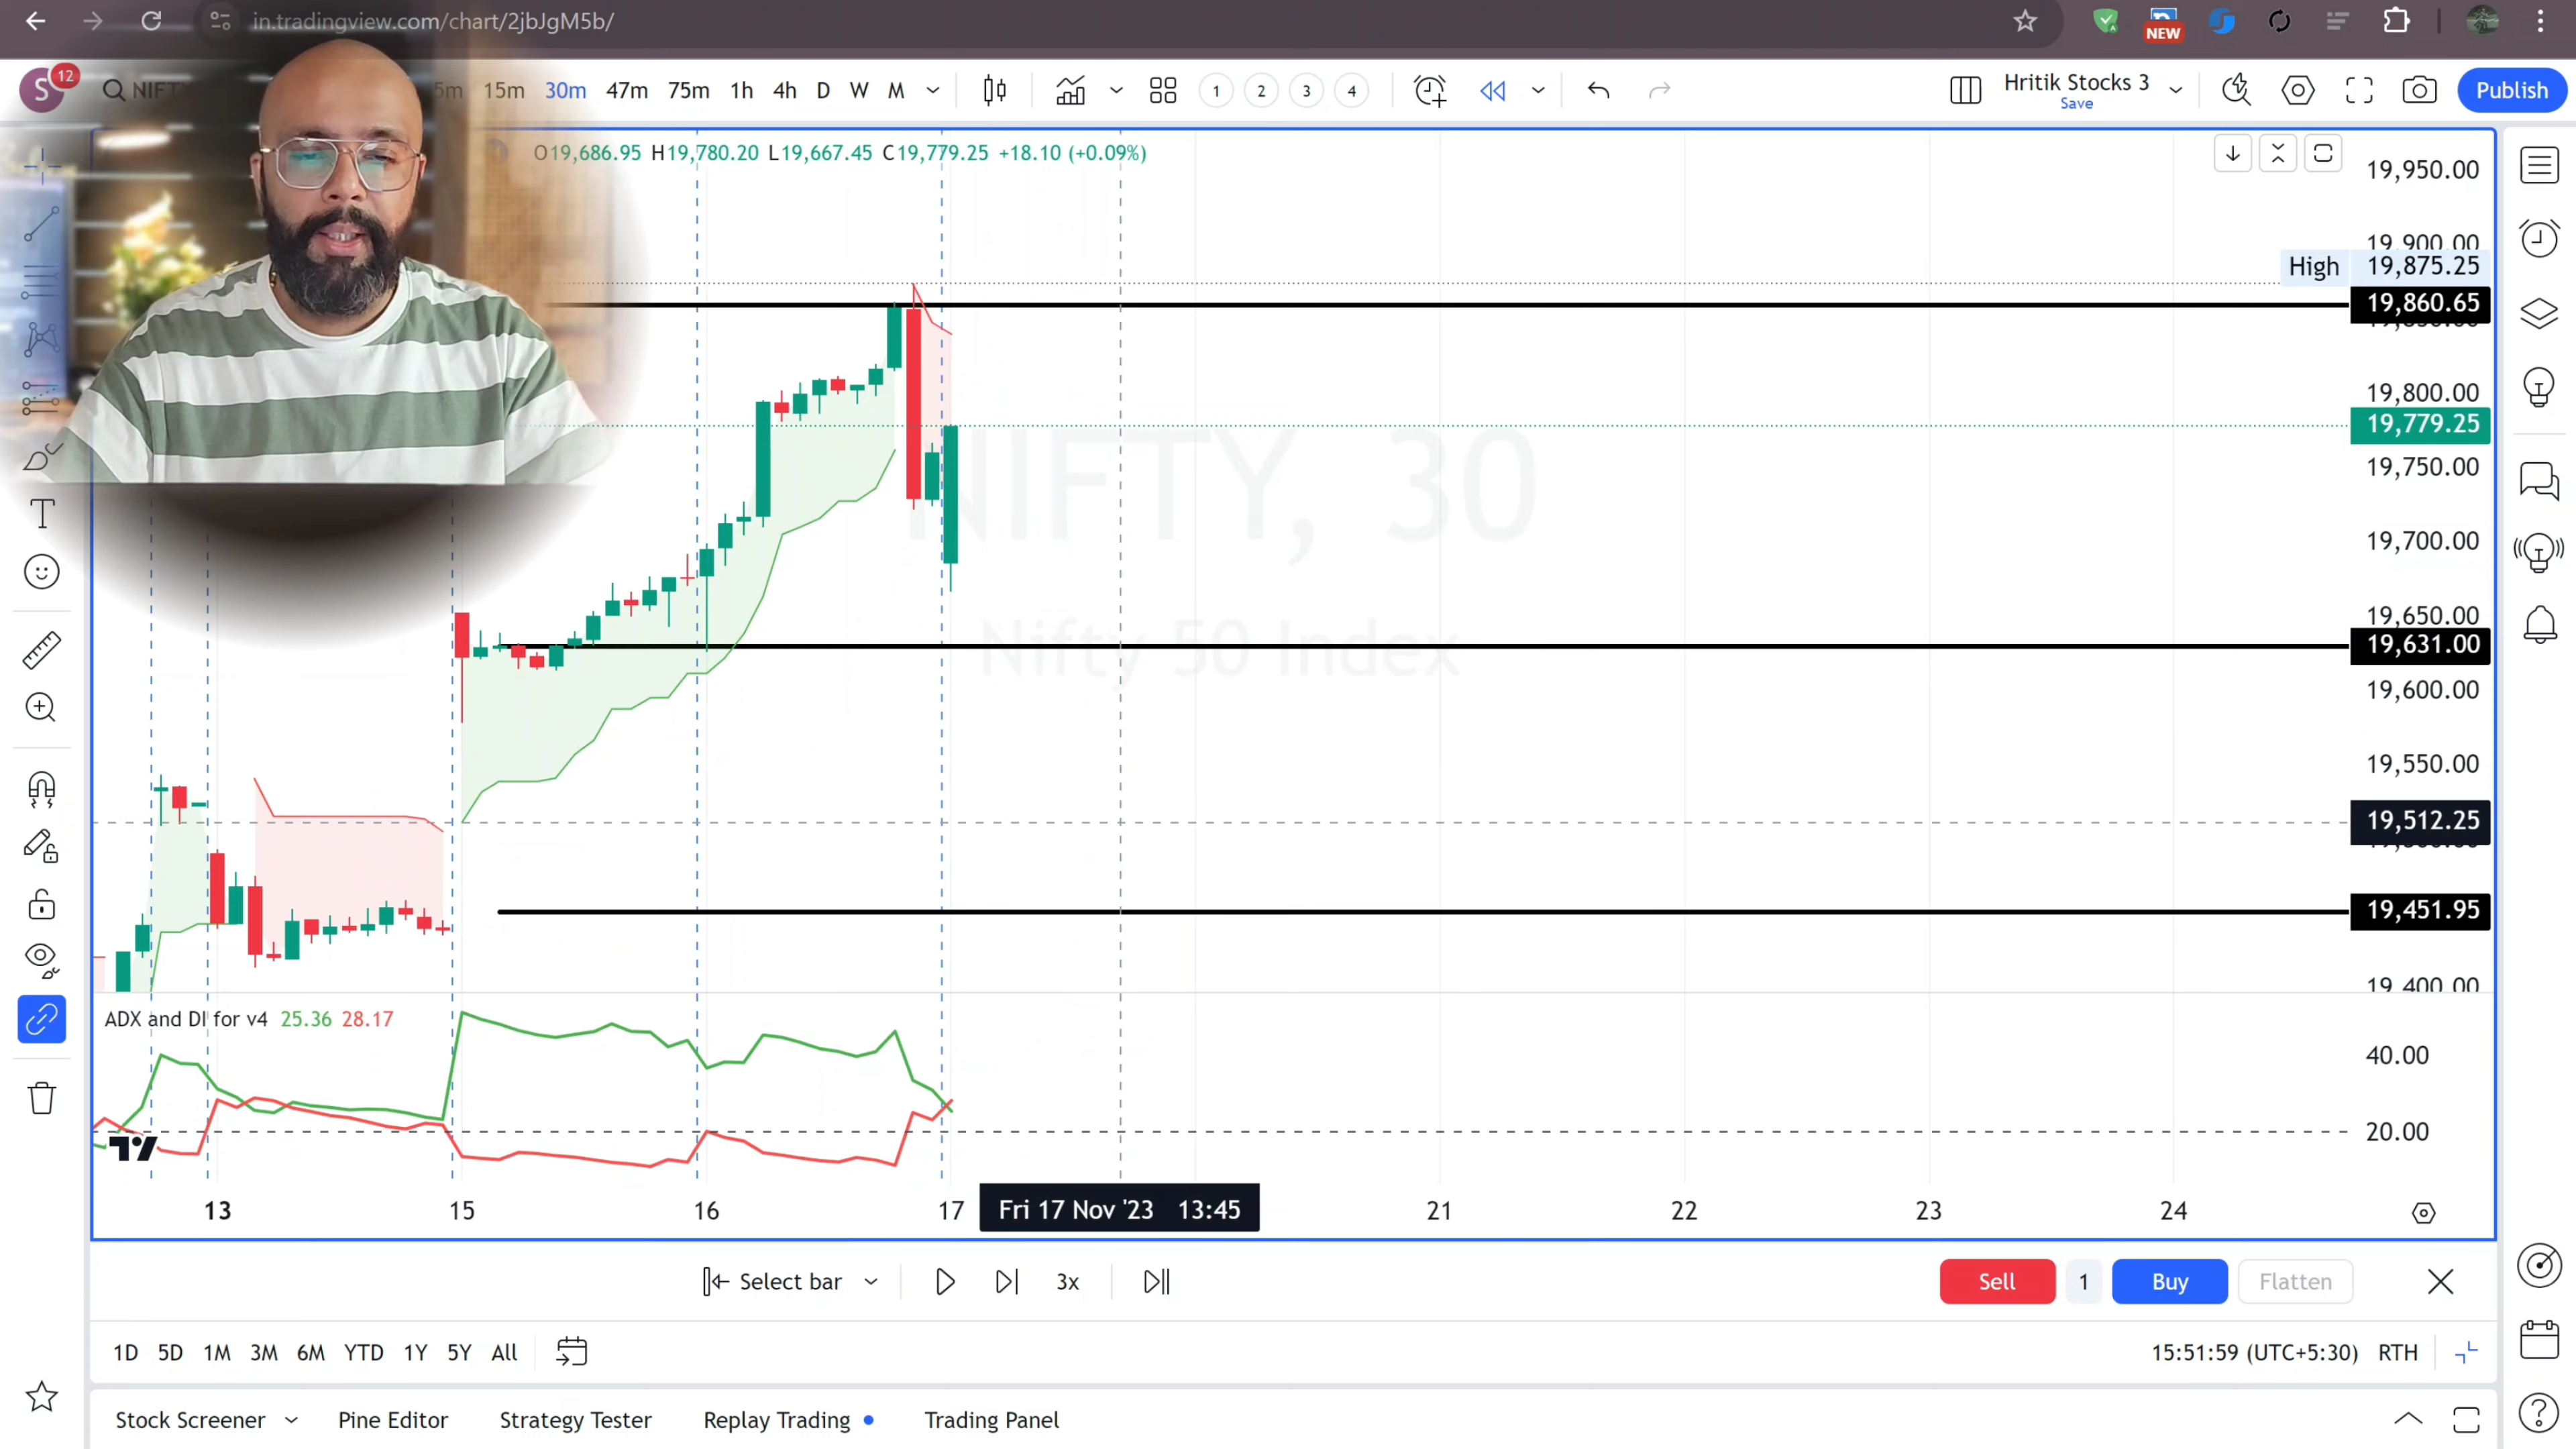 in.tradingview.com/chart/2jbJgM5b/
NEW
S 12 NIFTY 5m 15m 30m 47m 75m 1h 4h D W M 1 2 3 4 Hritik Stocks 3 Publish
Save
O19,686.95 H19,780.20 L19,667.45 C19,779.25 +18.10 (+0.09%)
19,950.00
19,900.00
High 19,875.25
19,860.65
19,800.00
19,779.25
19,750.00
NIFTY, 30
19,700.00
19,650.00
Nifty 50 Index
19,631.00
19,600.00
19,550.00
19,512.25
19,451.95
19,400.00
ADX and DI for v4 25.36 28.17
40.00
20.00
13 15 16 17 Fri 17 Nov '23 13:45 21 22 23 24
Select bar 3x Sell 1 Buy Flatten
1D 5D 1M 3M 6M YTD 1Y 5Y All 15:51:59 (UTC+5:30) RTH
Stock Screener Pine Editor Strategy Tester Replay Trading Trading Panel